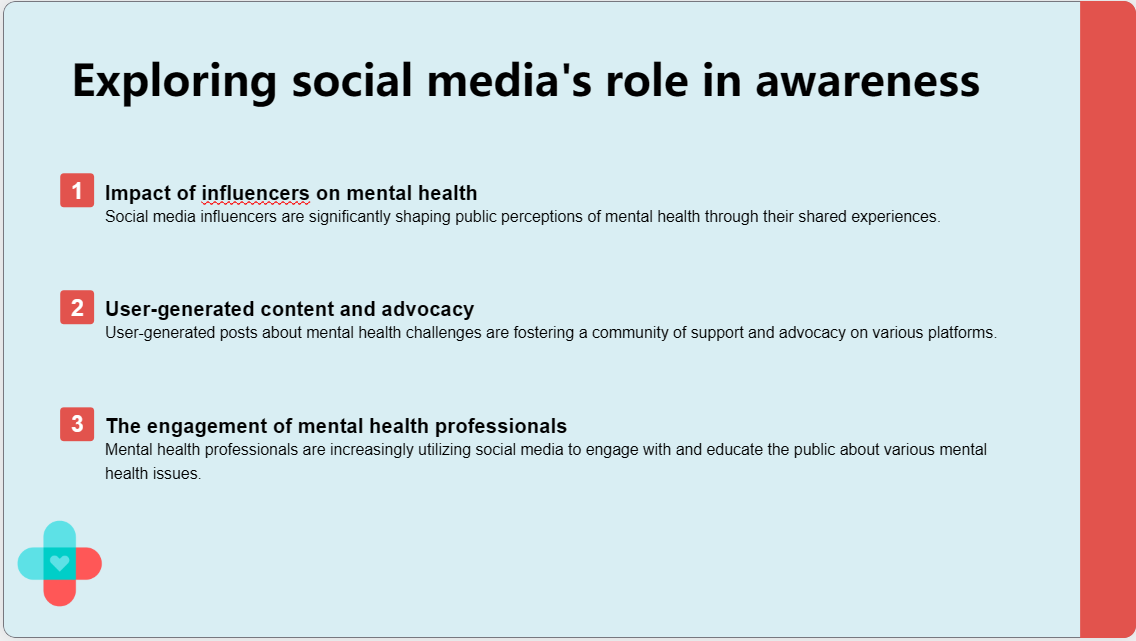 Exploring social media's role in awareness
1
Impact of influencers on mental health
Social media influencers are significantly shaping public perceptions of mental health through their shared experiences.
2
User-generated content and advocacy
User-generated posts about mental health challenges are fostering a community of support and advocacy on various platforms.
3
The engagement of mental health professionals
Mental health professionals are increasingly utilizing social media to engage with and educate the public about various mental
health issues.